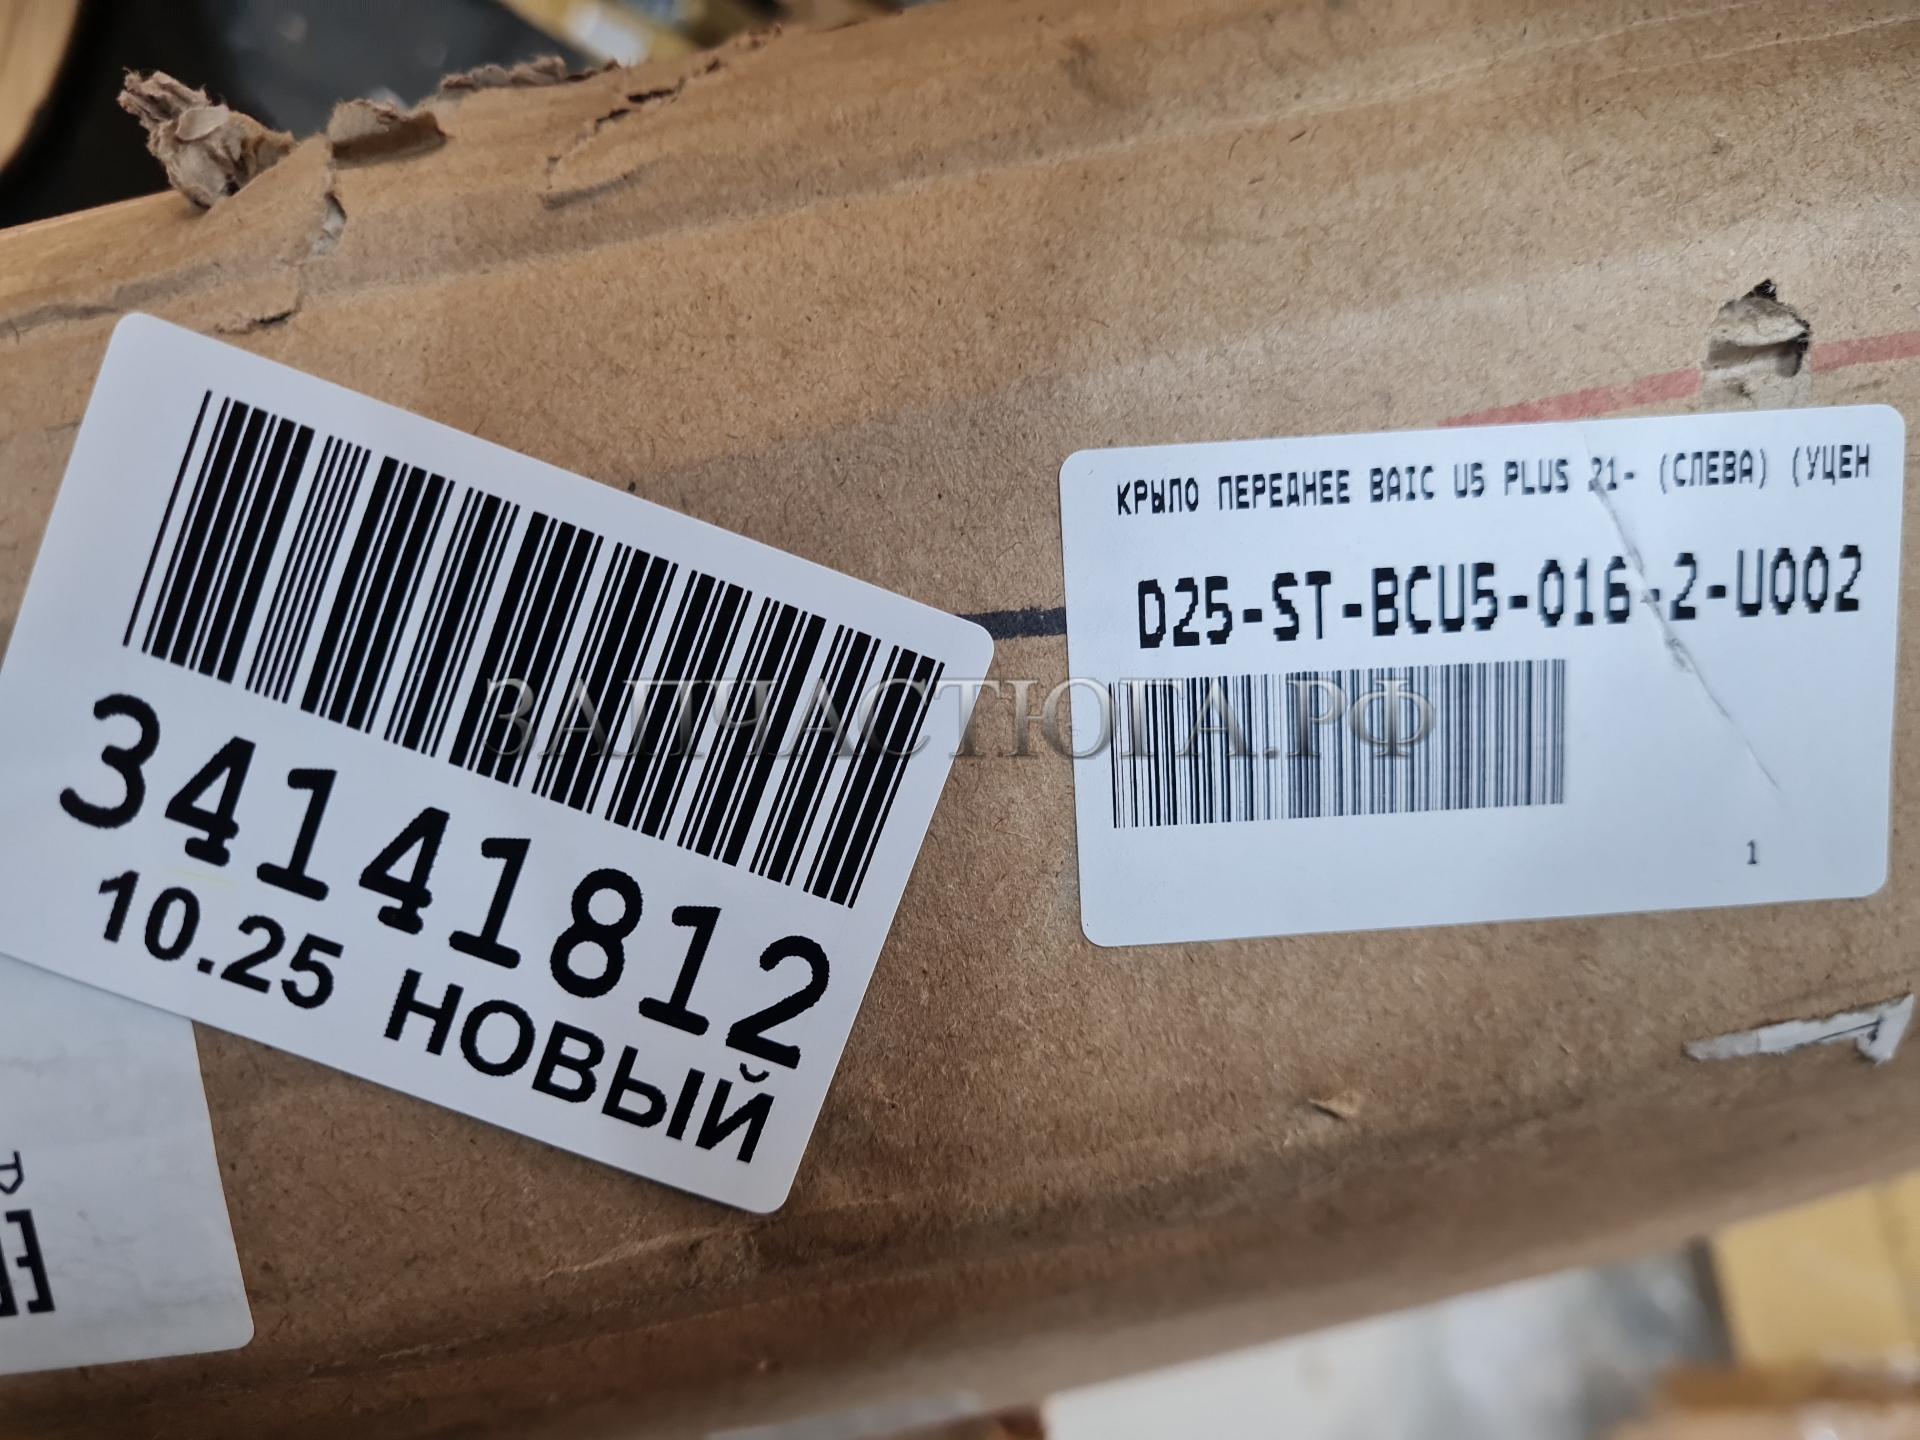 КРЫЛО ПЕРЕДНЕЕ BAIC U5 PLUS 21- (СЛЕВА) (УЦЕН
D25-ST-BCU5-016-2-U002
1
3414812
10.25 НОВЫЙ
ЗАПЧАСТЮГА.РФ